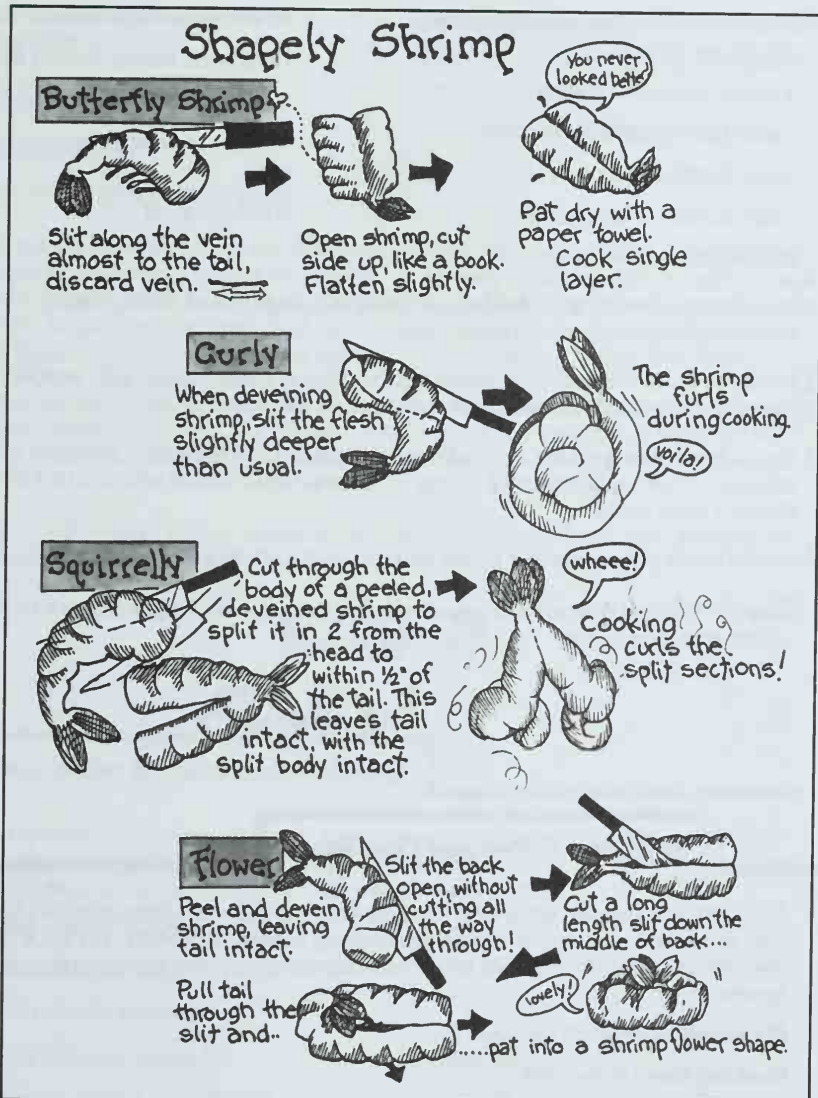 Shapely Shrimp
Butterfly Shrimp
You never
looked better
Slit along the vein
almost to the tail,
discard vein.
Open shrimp, cut
side up, like a book.
Flatten slightly.
Pat dry with a
paper towel.
Cook single
layer.
Curly
When deveining
shrimp, slit the flesh
slightly deeper
than usual.
The shrimp
furls
during cooking.
voila!
Squirrelly
Cut through the
body of a peeled,
deveined shrimp to
split it in 2 from the
head to
within ½" of
the tail. This
leaves tail
intact, with the
split body intact.
wheee!
Cooking
curls the
split sections!
Flower
Peel and devein
shrimp, leaving
tail intact.
Slit the back
open, without
cutting all
the way
through!
Cut a long
length slit down the
middle of back...
Pull tail
through the
slit and..
lovely!
.....pat into a shrimp flower shape.